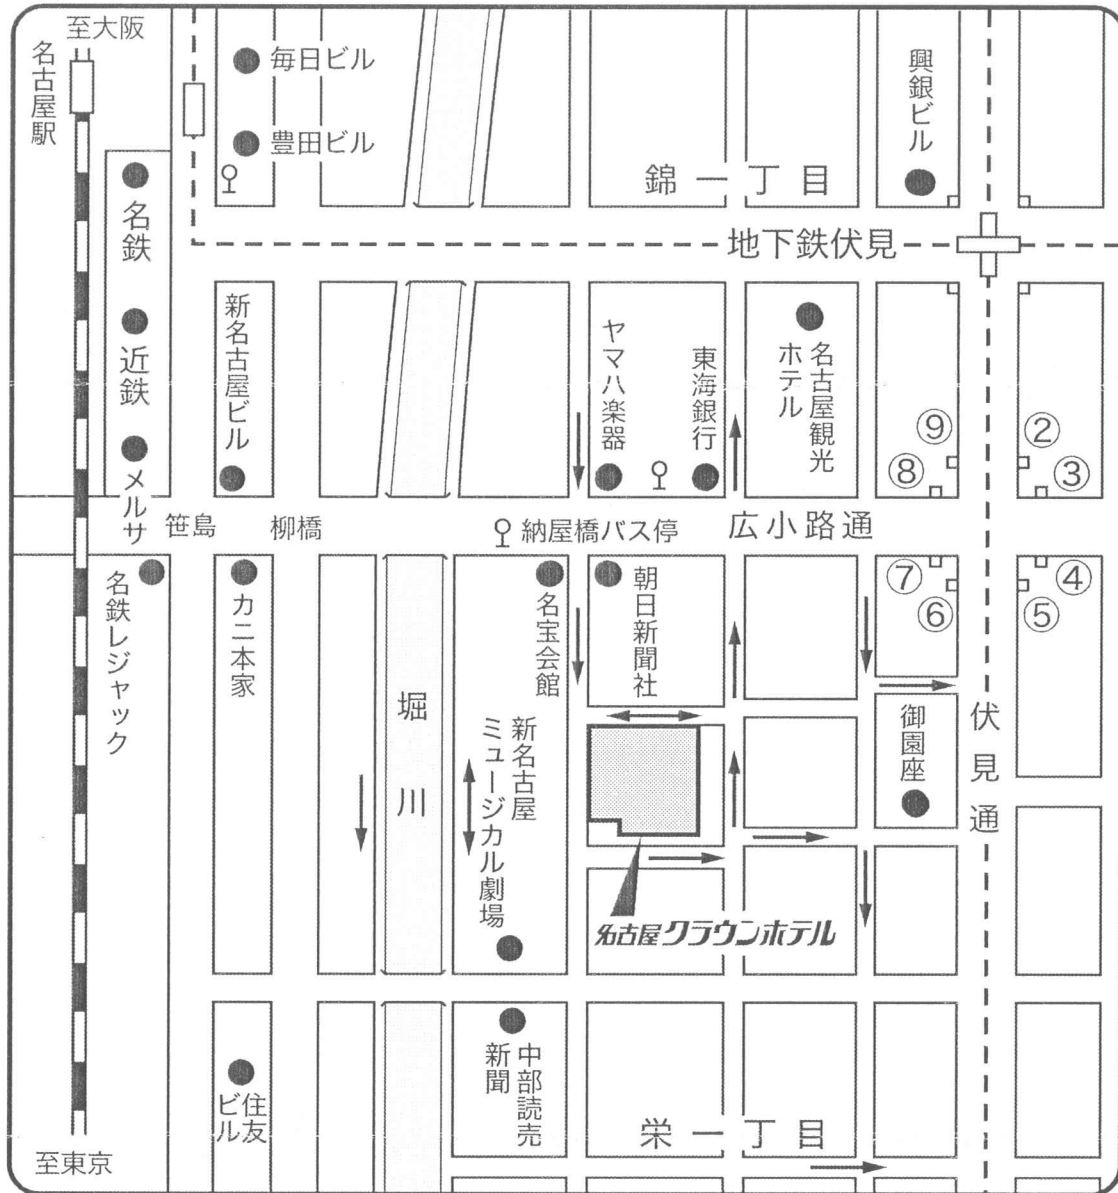 至大阪
名古屋駅
毎日ビル
豊田ビル
興銀ビル
錦一丁目
名鉄
地下鉄伏見
近鉄
新名古屋ビル
ヤマハ楽器
東海銀行
名古屋観光
ホテル
⑨
⑧
②
③
メルサ
笹島
柳橋
納屋橋バス停
広小路通
名鉄レジャック
カニ本家
名宝会館
朝日新聞社
⑦
⑥
④
⑤
堀川
新名古屋
ミュージカル劇場
御園座
伏見通
名古屋クラウンホテル
住友
ビル
中部読売
新聞
栄一丁目
至東京